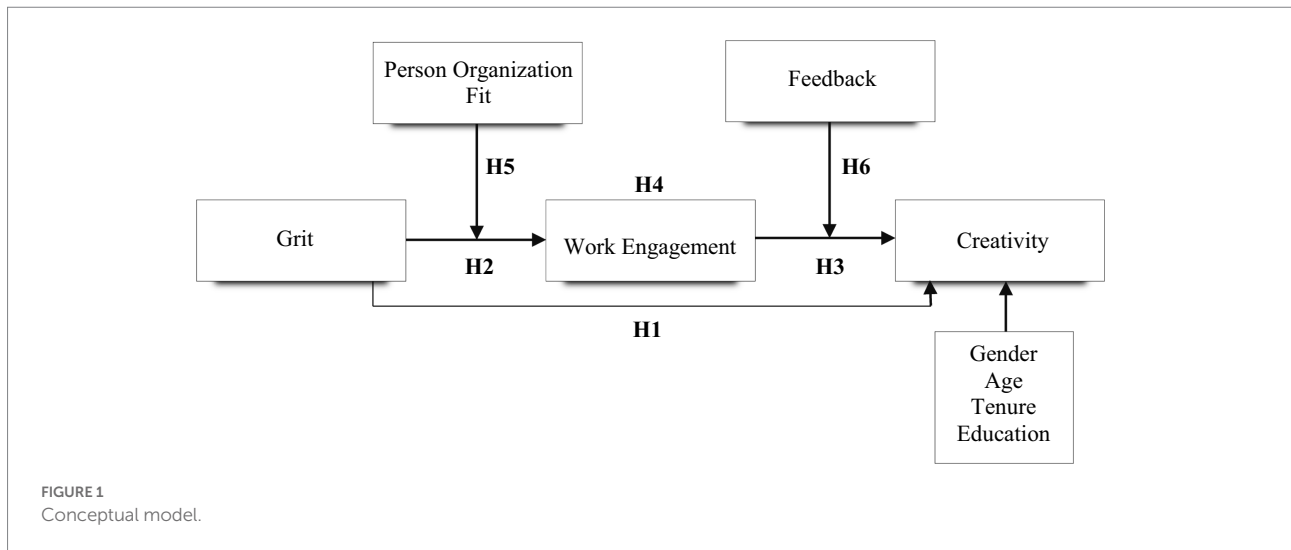 Person Organization
Fit
Feedback
H5
H6
H4
Grit
Work Engagement
Creativity
H2
H3
H1
Gender
Age
Tenure
Education
FIGURE 1
Conceptual model.